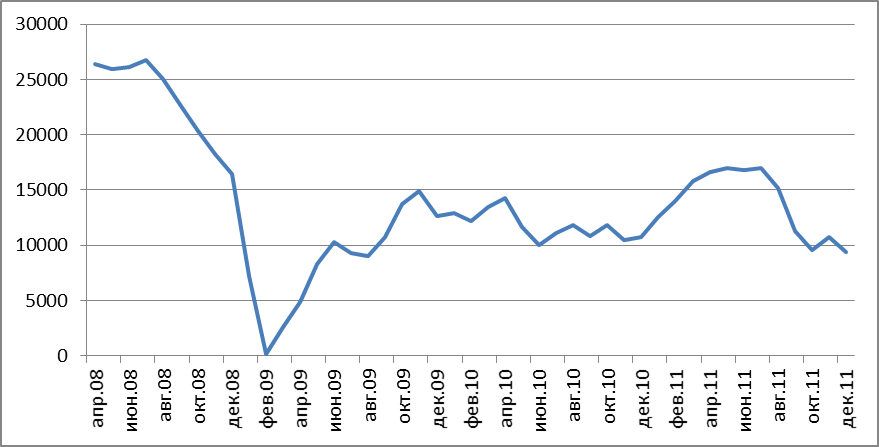 30000
25000
20000
15000
10000
5000
0
апр.08
июн.08
авг.08
окт.08
дек.08
фев.09
апр.09
июн.09
авг.09
окт.09
дек.09
фев.10
апр.10
июн.10
авг.10
окт.10
дек.10
фев.11
апр.11
июн.11
авг.11
окт.11
дек.11